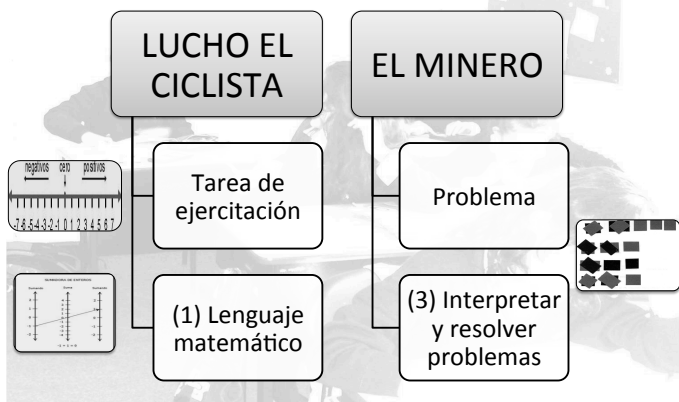 LUCHO EL
CICLISTA
EL MINERO
Tarea de
ejercitación
Problema
(1) Lenguaje
matemático
(3) Interpretar
y resolver
problemas
negativos cero positivos
-7-6-5-4-3-2-1 0 1 2 3 4 5 6 7